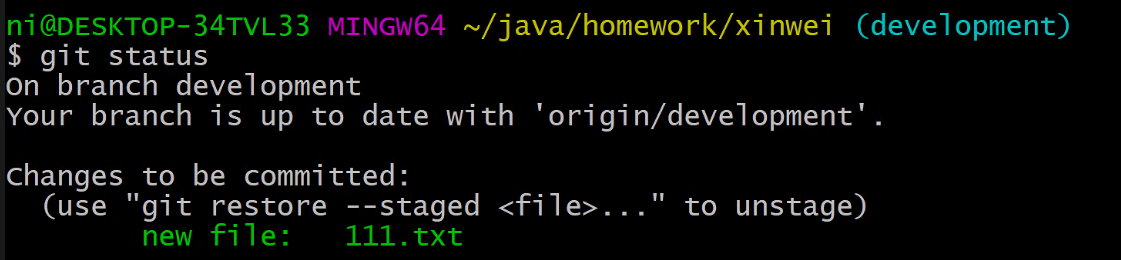 ni@DESKTOP-34TVL33 MINGW64 ~/java/homework/xinwei (development)
$ git status
On branch development
Your branch is up to date with 'origin/development'.

Changes to be committed:
  (use "git restore --staged <file>..." to unstage)
        new file:   111.txt